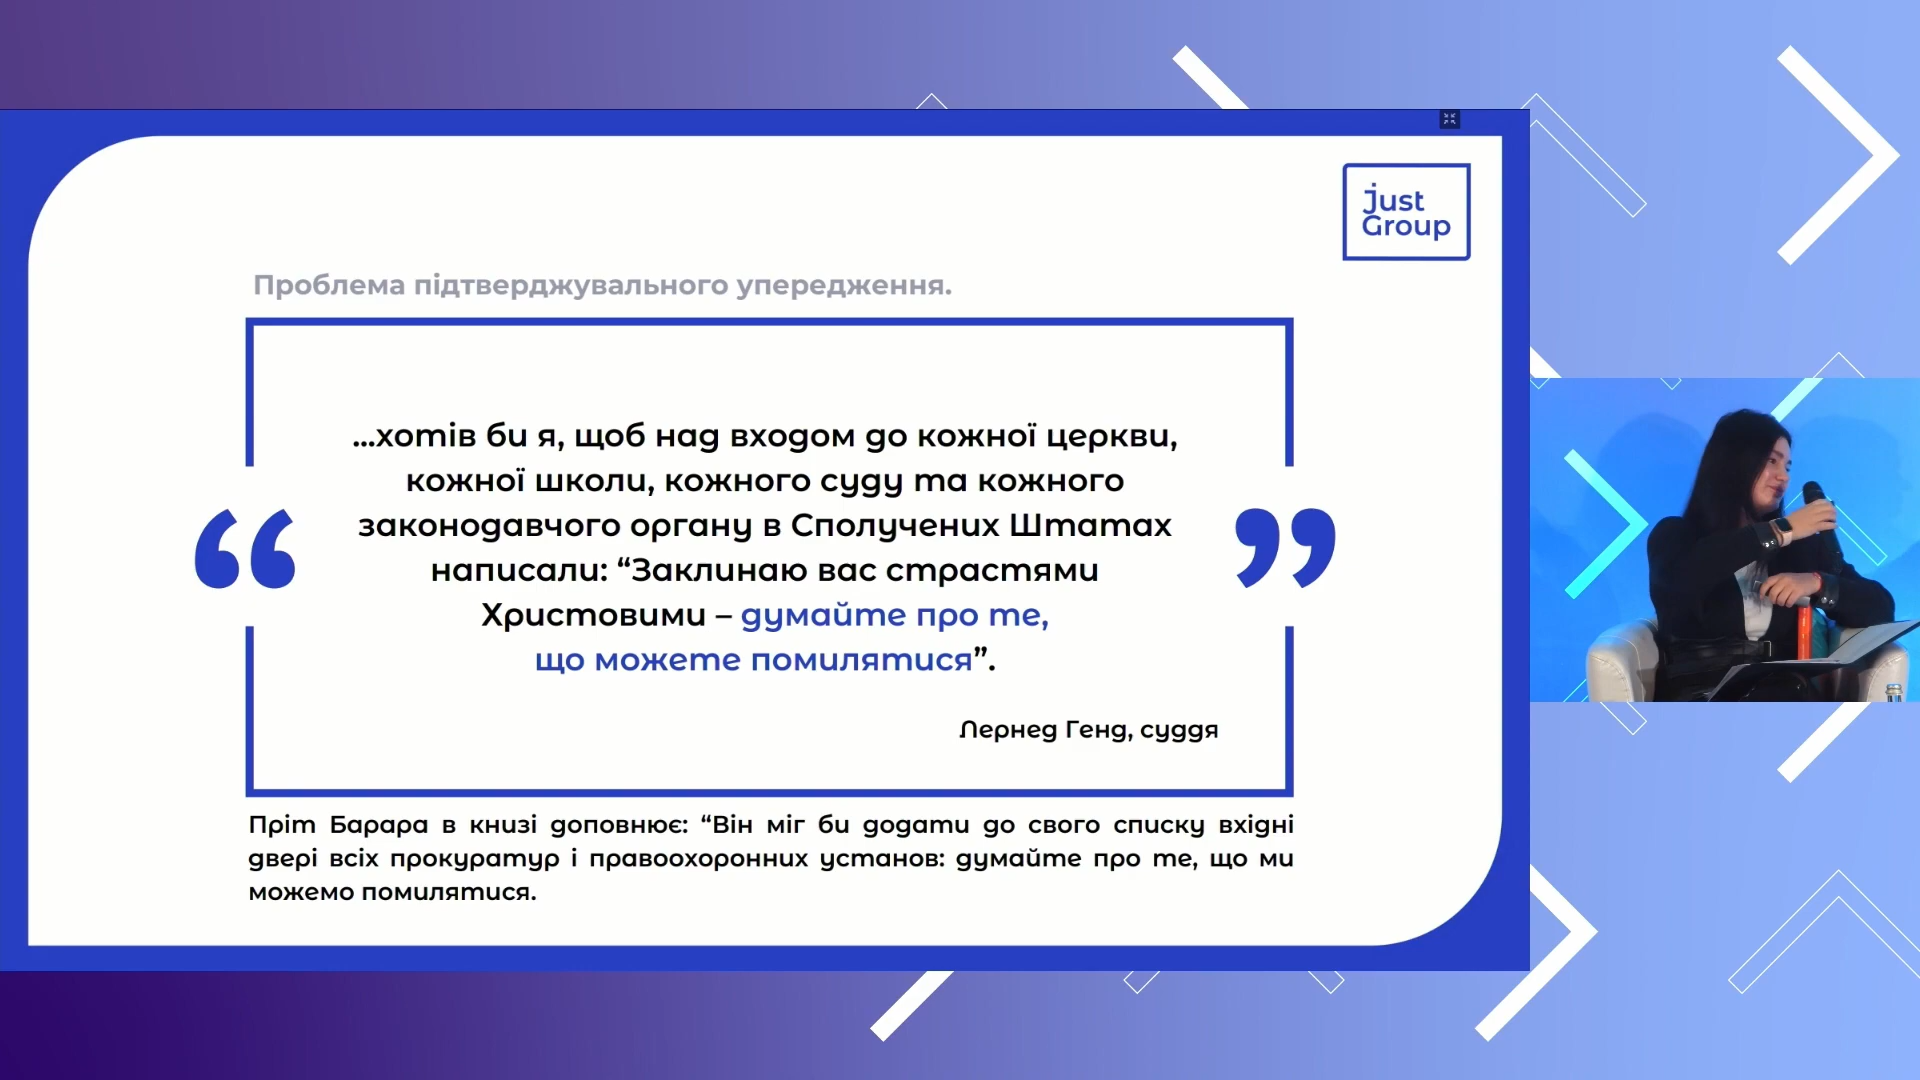 just
Group
Проблема підтверджувального упередження.
“
...хотів би я, щоб над входом до кожної церкви,
кожної школи, кожного суду та кожного
законодавчого органу в Сполучених Штатах
написали: “Заклинаю вас страстями
Христовими – думайте про те,
що можете помилятися”.
”
Лернед Генд, суддя
Пріт Барара в книзі доповнює: “Він міг би додати до свого списку вхідні
двері всіх прокуратур і правоохоронних установ: думайте про те, що ми
можемо помилятися.